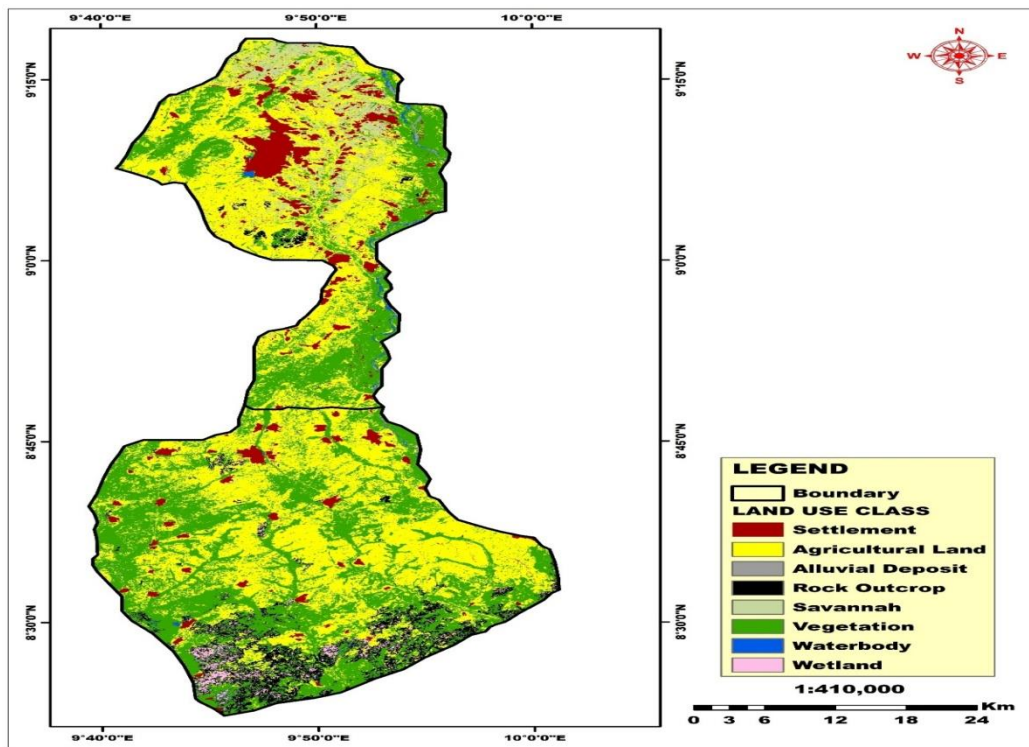 9°40'0"E 9°50'0"E 10°0'0"E
N
W E
S
9°15'0"N 9°15'0"N
9°0'0"N 9°0'0"N
8°45'0"N 8°45'0"N
8°30'0"N 8°30'0"N
LEGEND
Boundary
LAND USE CLASS
Settlement
Agricultural Land
Alluvial Deposit
Rock Outcrop
Savannah
Vegetation
Waterbody
Wetland
1:410,000
Km
0 3 6 12 18 24
9°40'0"E 9°50'0"E 10°0'0"E